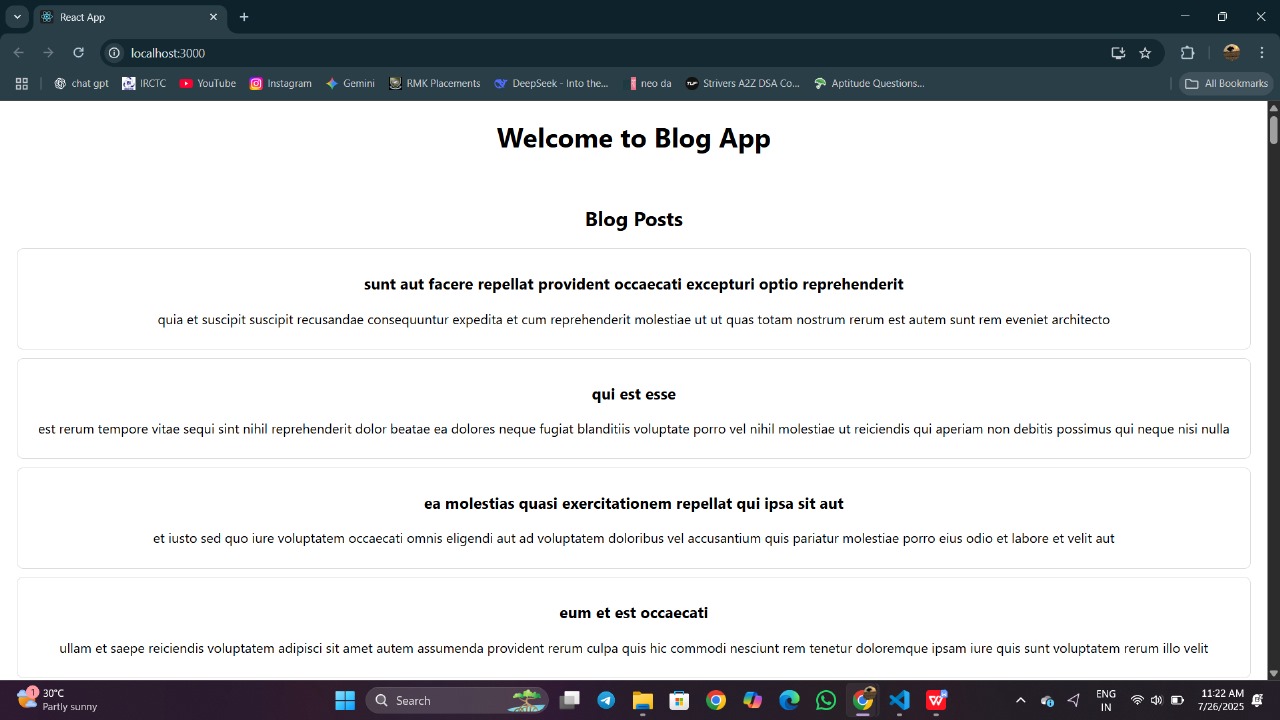 React App
localhost:3000
chat gpt
IRCTC
YouTube
Instagram
Gemini
RMK Placements
DeepSeek - Into the...
neo da
Strivers A2Z DSA Co...
Aptitude Questions...
All Bookmarks
Welcome to Blog App
Blog Posts
sunt aut facere repellat provident occaecati excepturi optio reprehenderit
quia et suscipit suscipit recusandae consequuntur expedita et cum reprehenderit molestiae ut ut quas totam nostrum rerum est autem sunt rem eveniet architecto
qui est esse
est rerum tempore vitae sequi sint nihil reprehenderit dolor beatae ea dolores neque fugiat blanditiis voluptate porro vel nihil molestiae ut reiciendis qui aperiam non debitis possimus qui neque nisi nulla
ea molestias quasi exercitationem repellat qui ipsa sit aut
et iusto sed quo iure voluptatem occaecati omnis eligendi aut ad voluptatem doloribus vel accusantium quis pariatur molestiae porro eius odio et labore et velit aut
eum et est occaecati
ullam et saepe reiciendis voluptatem adipisci sit amet autem assumenda provident rerum culpa quis hic commodi nesciunt rem tenetur doloremque ipsam iure quis sunt voluptatem rerum illo velit
1
30°C
Partly sunny
Search
ENG
IN
11:22 AM
7/26/2025